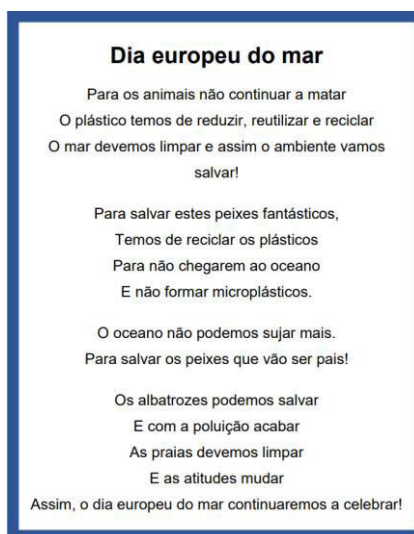 Dia europeu do mar
Para os animais não continuar a matar
O plástico temos de reduzir, reutilizar e reciclar
O mar devemos limpar e assim o ambiente vamos
salvar!
Para salvar estes peixes fantásticos,
Temos de reciclar os plásticos
Para não chegarem ao oceano
E não formar microplásticos.
O oceano não podemos sujar mais.
Para salvar os peixes que vão ser pais!
Os albatrozes podemos salvar
E com a poluição acabar
As praias devemos limpar
E as atitudes mudar
Assim, o dia europeu do mar continuaremos a celebrar!